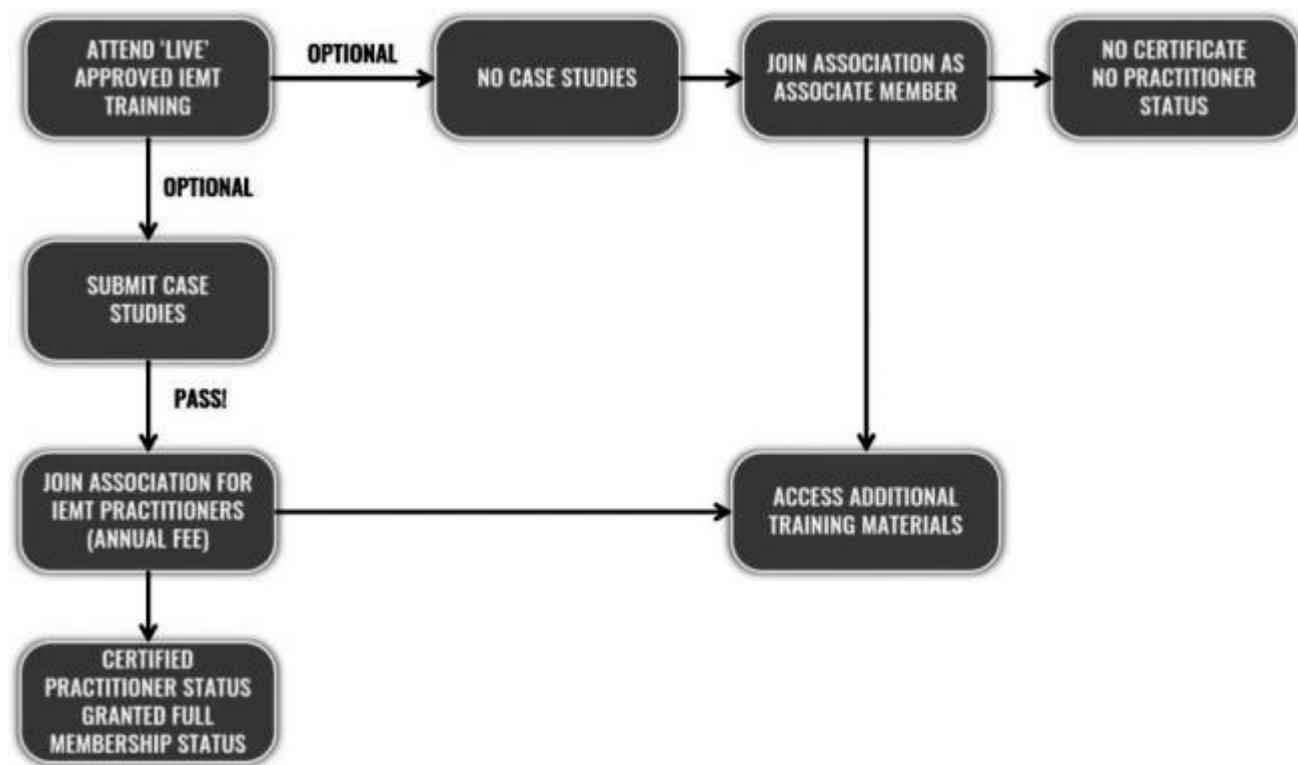 ATTEND 'LIVE'
APPROVED IEMT
TRAINING
OPTIONAL
NO CASE STUDIES
JOIN ASSOCIATION AS
ASSOCIATE MEMBER
NO CERTIFICATE
NO PRACTITIONER
STATUS
OPTIONAL
SUBMIT CASE
STUDIES
PASS!
JOIN ASSOCIATION FOR
IEMT PRACTITIONERS
(ANNUAL FEE)
ACCESS ADDITIONAL
TRAINING MATERIALS
CERTIFIED
PRACTITIONER STATUS
GRANTED FULL
MEMBERSHIP STATUS